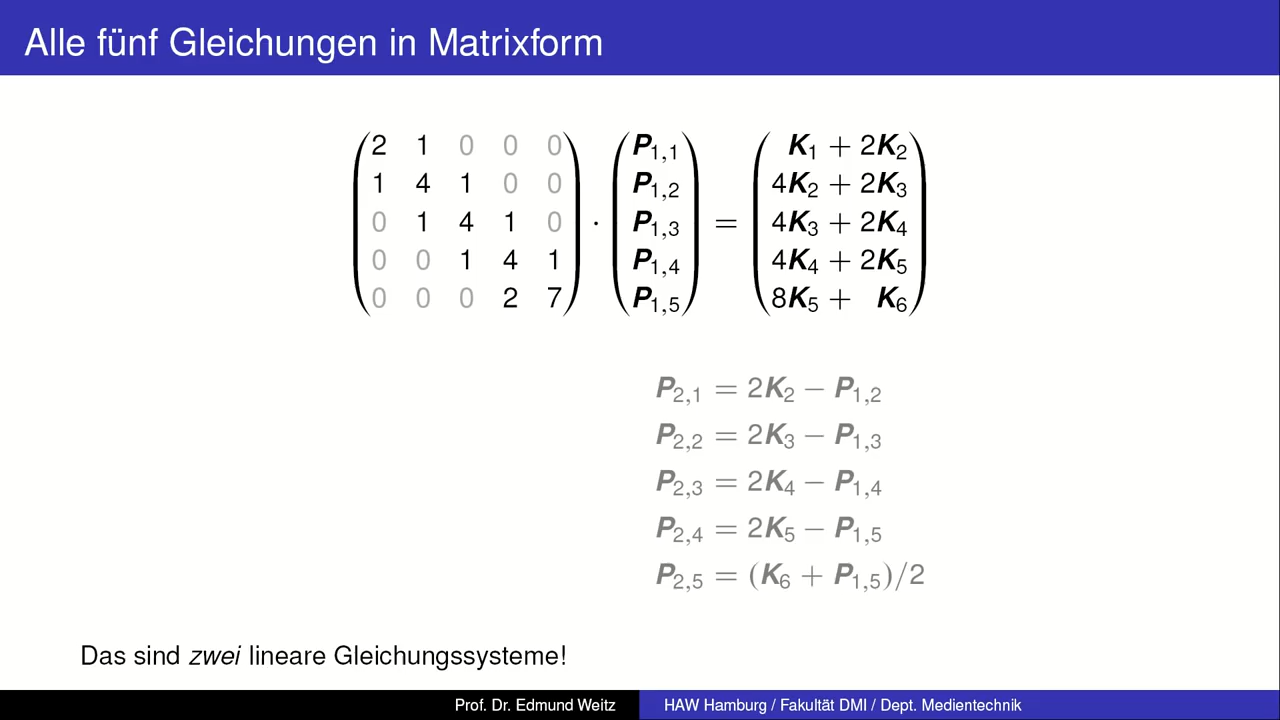 Alle fünf Gleichungen in Matrixform
2 1 0 0 0 P1,1 K1 + 2K2
1 4 1 0 0 P1,2 4K2 + 2K3
0 1 4 1 0 · P1,3 = 4K3 + 2K4
0 0 1 4 1 P1,4 4K4 + 2K5
0 0 0 2 7 P1,5 8K5 + K6
P2,1 = 2K2 − P1,2
P2,2 = 2K3 − P1,3
P2,3 = 2K4 − P1,4
P2,4 = 2K5 − P1,5
P2,5 = (K6 + P1,5)/2
Das sind zwei lineare Gleichungssysteme!
Prof. Dr. Edmund Weitz HAW Hamburg / Fakultät DMI / Dept. Medientechnik